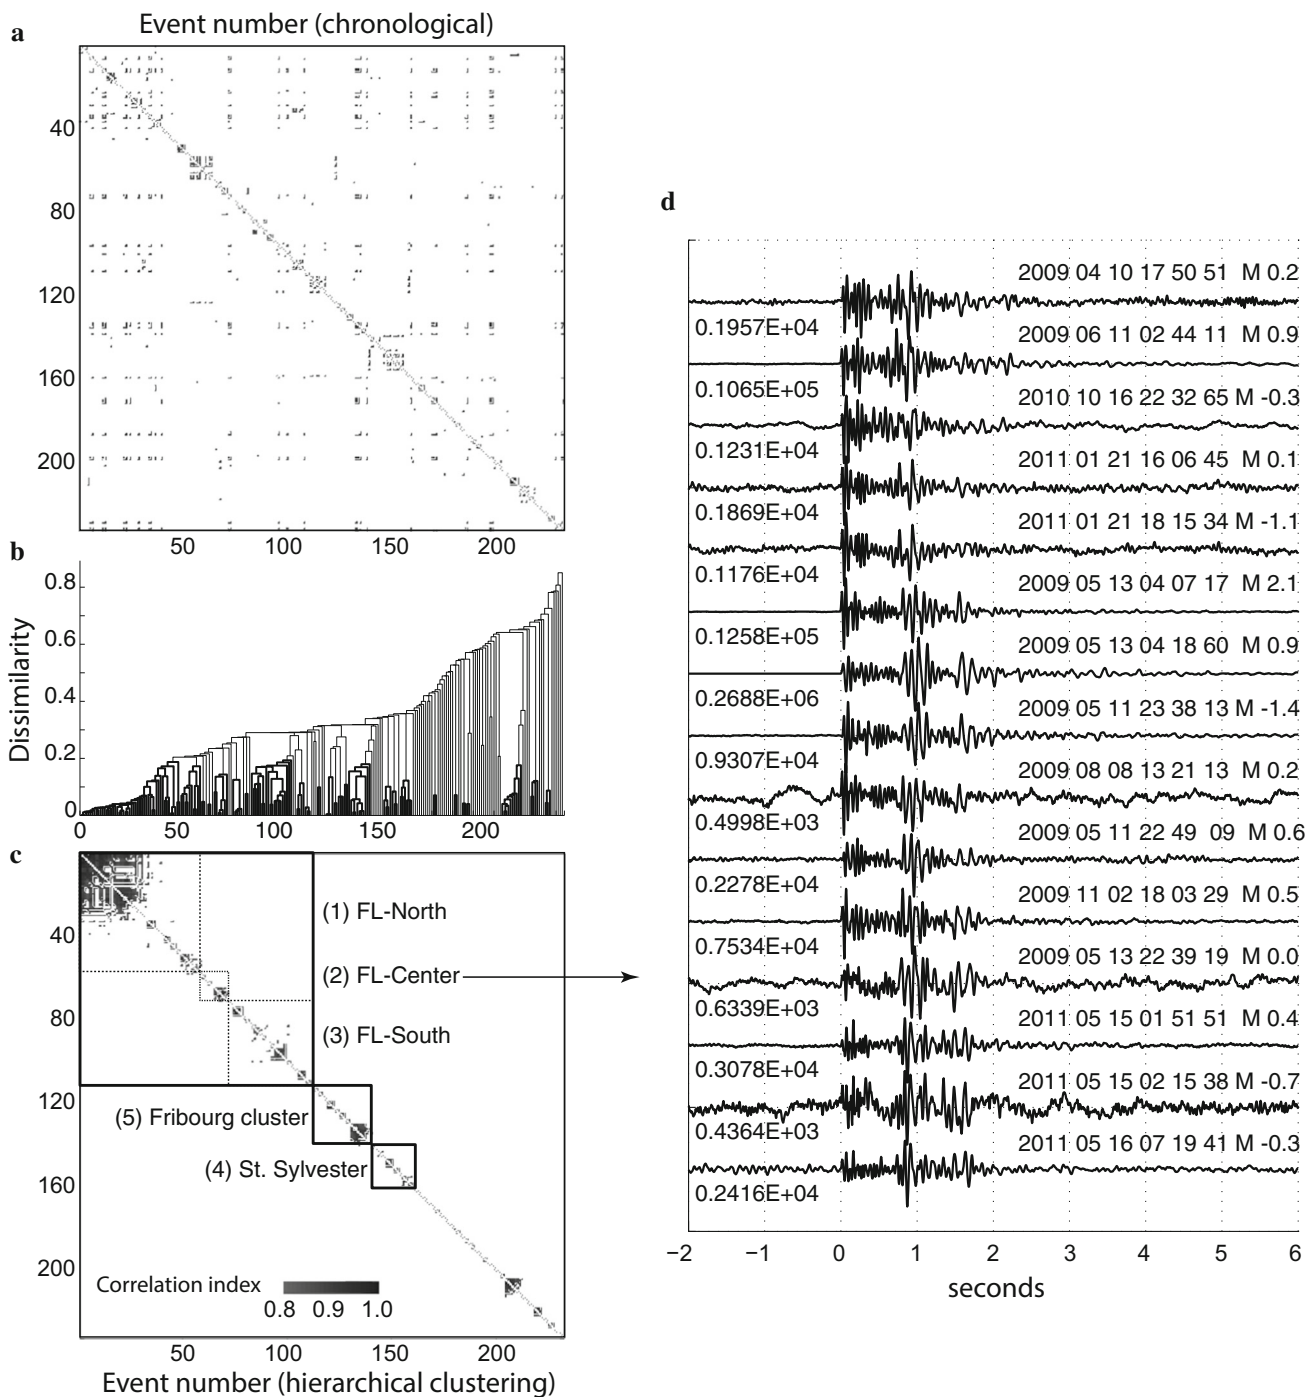 Event number (chronological)
a
40
80
120
160
200
50 100 150 200
b
Dissimilarity
0.8
0.6
0.4
0.2
0
0 50 100 150 200
c
40
80
120
160
200
(1) FL-North
(2) FL-Center
(3) FL-South
(5) Fribourg cluster
(4) St. Sylvester
Correlation index
0.8 0.9 1.0
50 100 150 200
Event number (hierarchical clustering)
d
2009 04 10 17 50 51 M 0.2
0.1957E+04
2009 06 11 02 44 11 M 0.9
0.1065E+05
2010 10 16 22 32 65 M -0.3
0.1231E+04
2011 01 21 16 06 45 M 0.1
0.1869E+04
2011 01 21 18 15 34 M -1.1
0.1176E+04
2009 05 13 04 07 17 M 2.1
0.1258E+05
2009 05 13 04 18 60 M 0.9
0.2688E+06
2009 05 11 23 38 13 M -1.4
0.9307E+04
2009 08 08 13 21 13 M 0.2
0.4998E+03
2009 05 11 22 49 09 M 0.6
0.2278E+04
2009 11 02 18 03 29 M 0.5
0.7534E+04
2009 05 13 22 39 19 M 0.0
0.6339E+03
2011 05 15 01 51 51 M 0.4
0.3078E+04
2011 05 15 02 15 38 M -0.7
0.4364E+03
2011 05 16 07 19 41 M -0.3
0.2416E+04
−2 −1 0 1 2 3 4 5 6
seconds